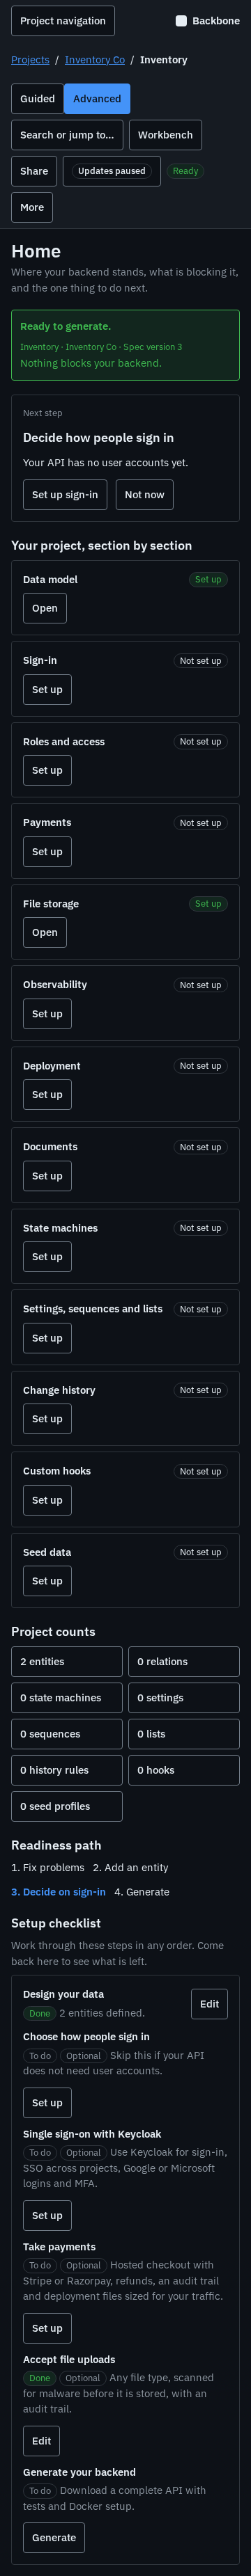 Project navigation
Backbone
Projects / Inventory Co / Inventory
Guided Advanced
Search or jump to... Workbench
Share Updates paused Ready
More
Home
Where your backend stands, what is blocking it,
and the one thing to do next.
Ready to generate.
Inventory · Inventory Co · Spec version 3
Nothing blocks your backend.
Next step
Decide how people sign in
Your API has no user accounts yet.
Set up sign-in Not now
Your project, section by section
Data model Set up
Open
Sign-in Not set up
Set up
Roles and access Not set up
Set up
Payments Not set up
Set up
File storage Set up
Open
Observability Not set up
Set up
Deployment Not set up
Set up
Documents Not set up
Set up
State machines Not set up
Set up
Settings, sequences and lists Not set up
Set up
Change history Not set up
Set up
Custom hooks Not set up
Set up
Seed data Not set up
Set up
Project counts
2 entities 0 relations
0 state machines 0 settings
0 sequences 0 lists
0 history rules 0 hooks
0 seed profiles
Readiness path
1. Fix problems 2. Add an entity
3. Decide on sign-in 4. Generate
Setup checklist
Work through these steps in any order. Come
back here to see what is left.
Design your data
Done 2 entities defined.
Edit
Choose how people sign in
To do Optional Skip this if your API
does not need user accounts.
Set up
Single sign-on with Keycloak
To do Optional Use Keycloak for sign-in,
SSO across projects, Google or Microsoft
logins and MFA.
Set up
Take payments
To do Optional Hosted checkout with
Stripe or Razorpay, refunds, an audit trail
and deployment files sized for your traffic.
Set up
Accept file uploads
Done Optional Any file type, scanned
for malware before it is stored, with an
audit trail.
Edit
Generate your backend
To do Download a complete API with
tests and Docker setup.
Generate